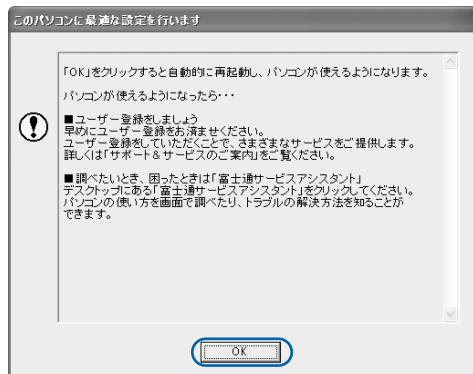 このパソコンに最適な設定を行います
「OK」をクリックすると自動的に再起動し、パソコンが使えるようになります。
パソコンが使えるようになったら・・・
■ユーザー登録をしましょう
早めにユーザー登録をお済ませください。
ユーザー登録をしていただくことで、さまざまなサービスをご提供します。
詳しくは「サポート＆サービスのご案内」をご覧ください。
■調べたいとき、困ったときは「富士通サービスアシスタント」
デスクトップにある「富士通サービスアシスタント」をクリックしてください。
パソコンの使い方を画面で調べたり、トラブルの解決方法を知ることが
できます。
OK